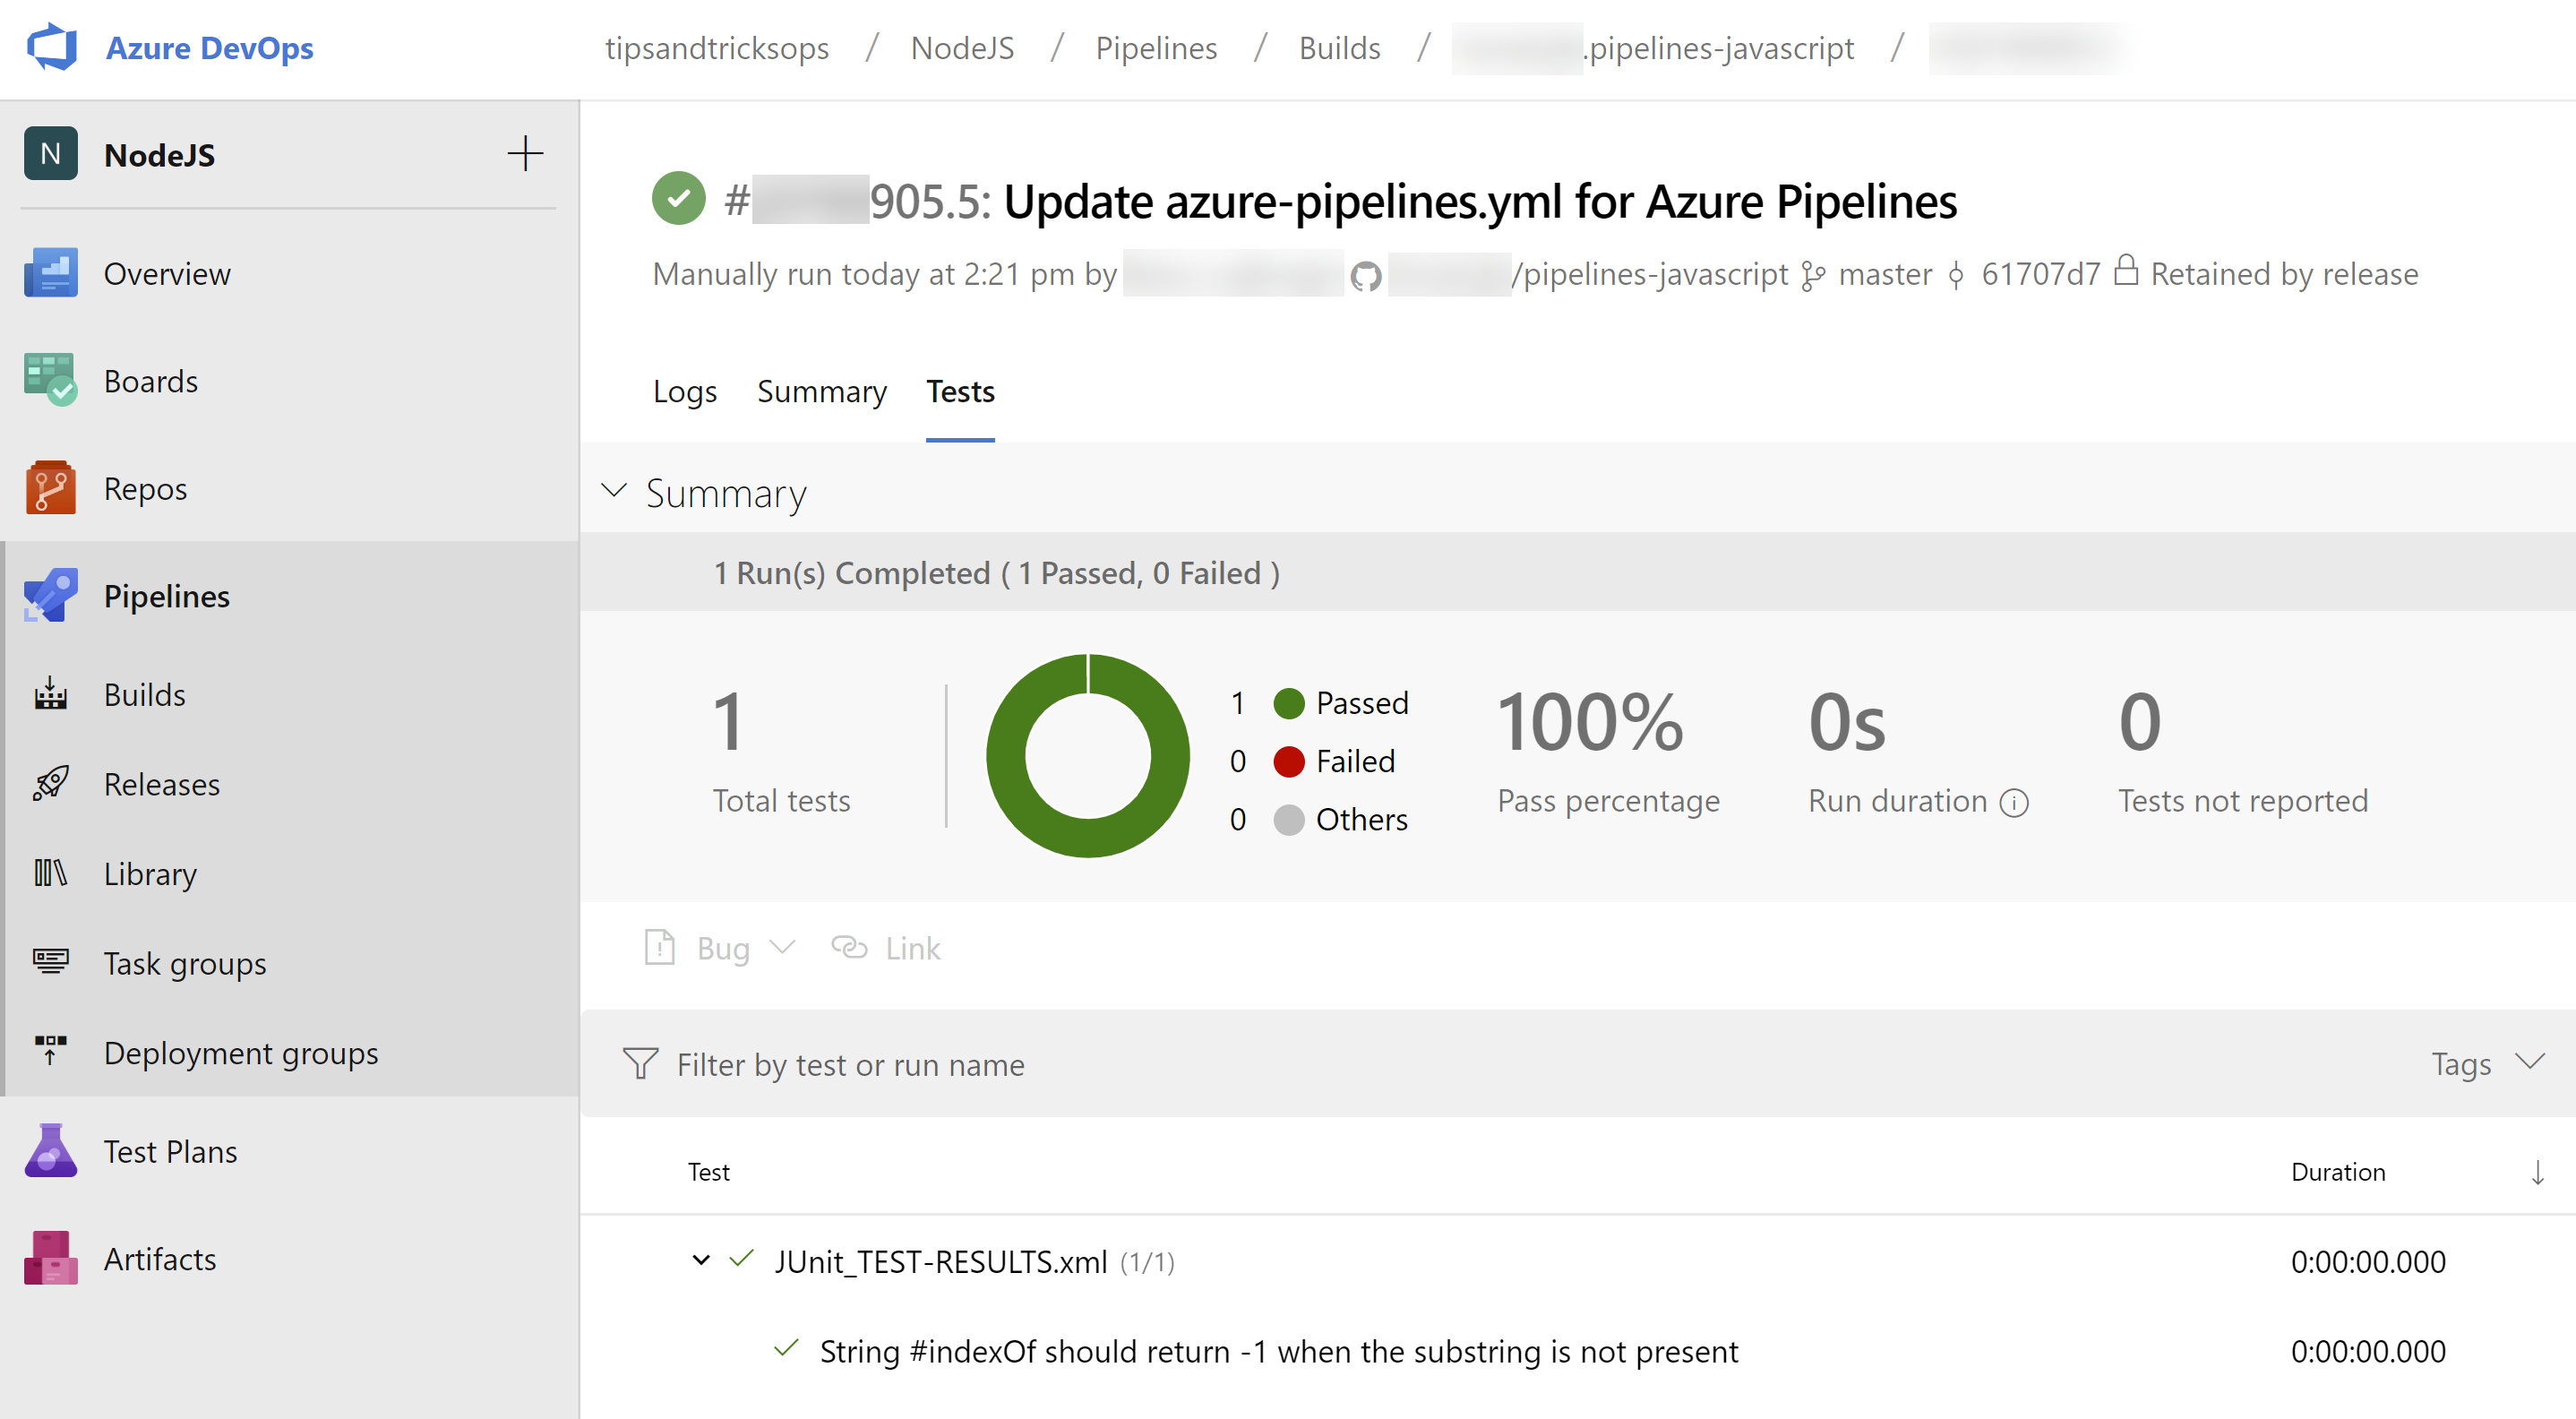 Azure DevOps
tipsandtricksops / NodeJS / Pipelines / Builds / .pipelines-javascript /
N NodeJS
Overview
Boards
Repos
Pipelines
Builds
Releases
Library
Task groups
Deployment groups
Test Plans
Artifacts
# 905.5: Update azure-pipelines.yml for Azure Pipelines
Manually run today at 2:21 pm by /pipelines-javascript master 61707d7 Retained by release
Logs Summary Tests
Summary
1 Run(s) Completed ( 1 Passed, 0 Failed )
1
Total tests
1 Passed
0 Failed
0 Others
100%
Pass percentage
0s
Run duration
0
Tests not reported
Bug Link
Filter by test or run name Tags
Test Duration
JUnit_TEST-RESULTS.xml (1/1) 0:00:00.000
String #indexOf should return -1 when the substring is not present 0:00:00.000